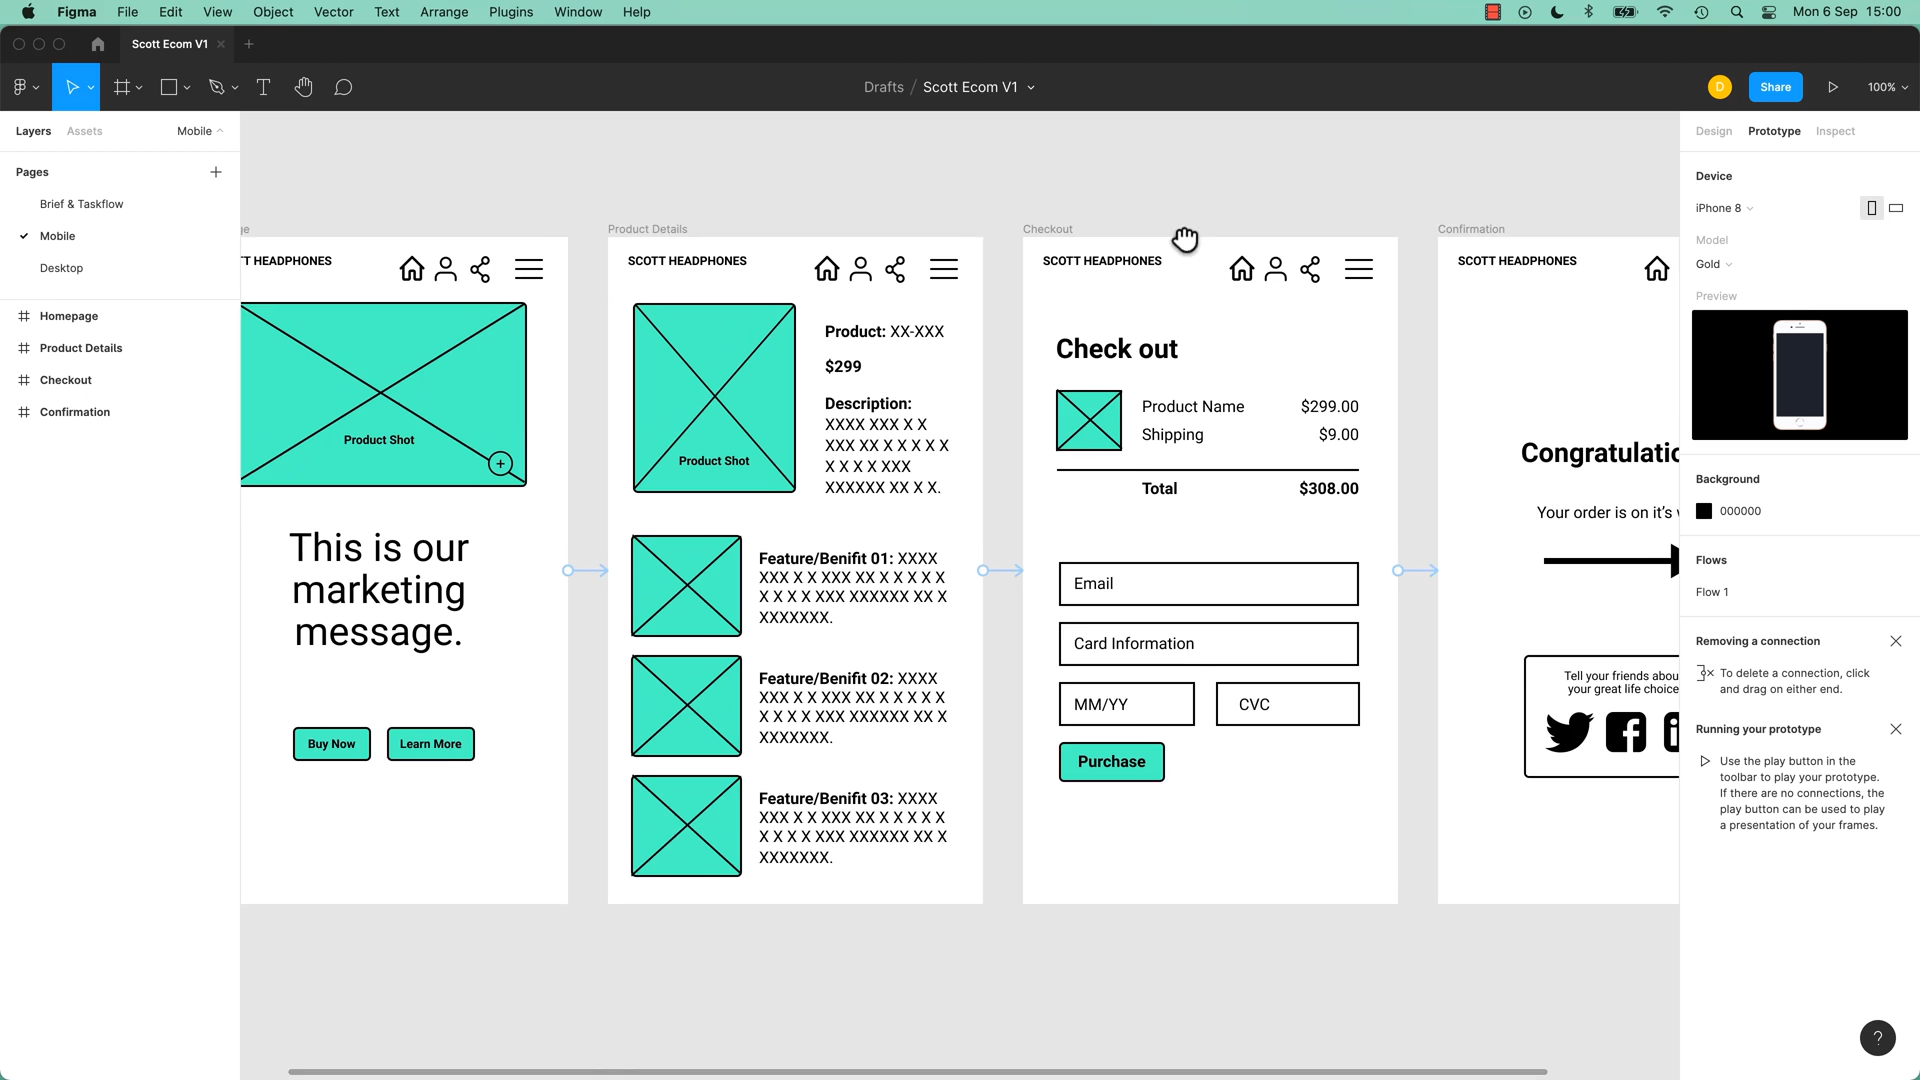 Figma File Edit View Object Vector Text Arrange Plugins Window Help Mon 6 Sep 15:00
Scott Ecom V1
Drafts / Scott Ecom V1
D Share 100%
Layers Assets Mobile
Pages
Brief & Taskflow
Mobile
Desktop
Homepage
Product Details
Checkout
Confirmation
ge
TT HEADPHONES
Product Shot
This is our
marketing
message.
Buy Now Learn More
Product Details
SCOTT HEADPHONES
Product Shot
Product: XX-XXX
$299
Description:
XXXX XXX X X
XXX XX X X X X X
X X X X XXX
XXXXXX XX X X.
Feature/Benifit 01: XXXX
XXX X X XXX XX X X X X X
X X X X XXX XXXXXX XX X
XXXXXXX.
Feature/Benifit 02: XXXX
XXX X X XXX XX X X X X X
X X X X XXX XXXXXX XX X
XXXXXXX.
Feature/Benifit 03: XXXX
XXX X X XXX XX X X X X X
X X X X XXX XXXXXX XX X
XXXXXXX.
Checkout
SCOTT HEADPHONES
Check out
Product Name $299.00
Shipping $9.00
Total $308.00
Email
Card Information
MM/YY CVC
Purchase
Confirmation
SCOTT HEADPHONES
Congratulatio
Your order is on it's
Tell your friends abou
your great life choice
Design Prototype Inspect
Device
iPhone 8
Model
Gold
Preview
Background
000000
Flows
Flow 1
Removing a connection
To delete a connection, click
and drag on either end.
Running your prototype
Use the play button in the
toolbar to play your prototype.
If there are no connections, the
play button can be used to play
a presentation of your frames.
?